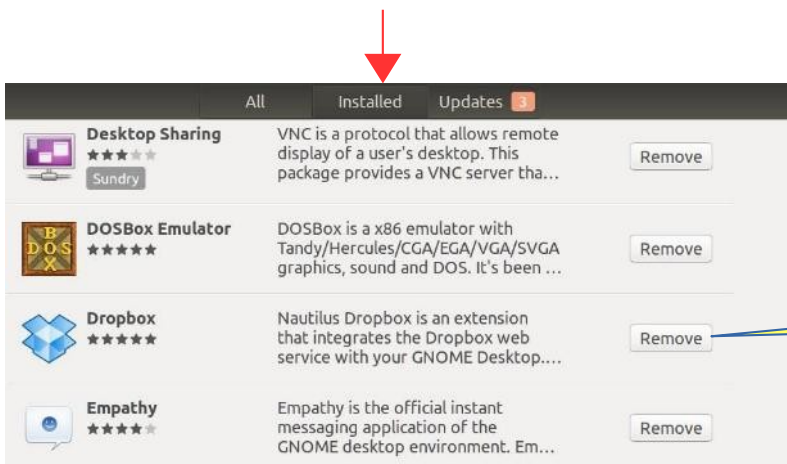 All Installed Updates 3
Desktop Sharing
Sundry
VNC is a protocol that allows remote
display of a user's desktop. This
package provides a VNC server tha...
Remove
DOSBox Emulator
DOSBox is a x86 emulator with
Tandy/Hercules/CGA/EGA/VGA/SVGA
graphics, sound and DOS. It's been ...
Remove
B
DOS
X
Dropbox
Nautilus Dropbox is an extension
that integrates the Dropbox web
service with your GNOME Desktop....
Remove
Empathy
Empathy is the official instant
messaging application of the
GNOME desktop environment. Em...
Remove